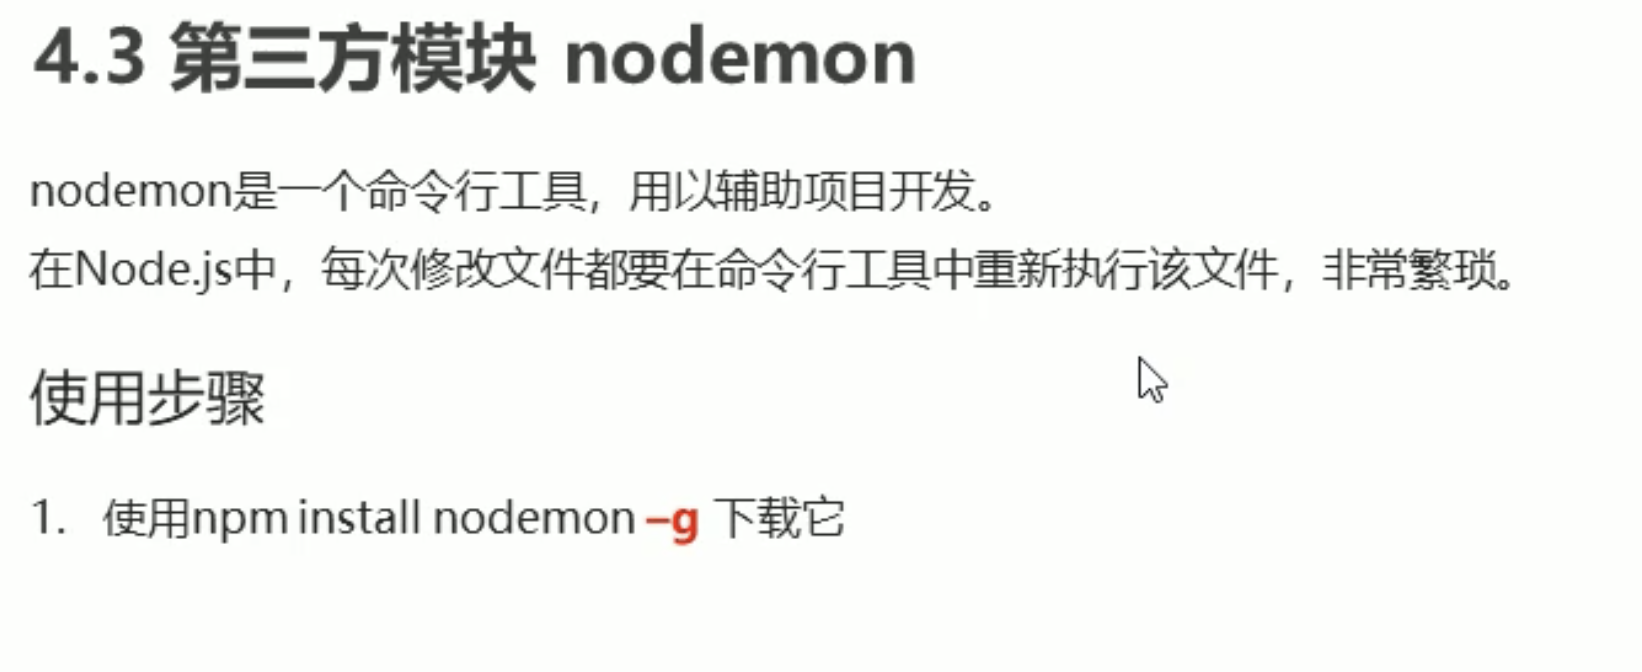 4.3 第三方模块 nodemon
nodemon是一个命令行工具，用以辅助项目开发。
在Node.js中，每次修改文件都要在命令行工具中重新执行该文件，非常繁琐。
使用步骤
1. 使用npm install nodemon –g 下载它